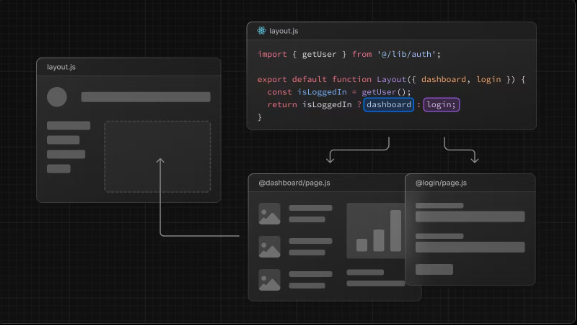 layout.js
layout.js
import { getUser } from '@/lib/auth';
export default function Layout({ dashboard, login }) {
const isLoggedIn = getUser();
return isLoggedIn ? dashboard : login;
}
@dashboard/page.js
@login/page.js